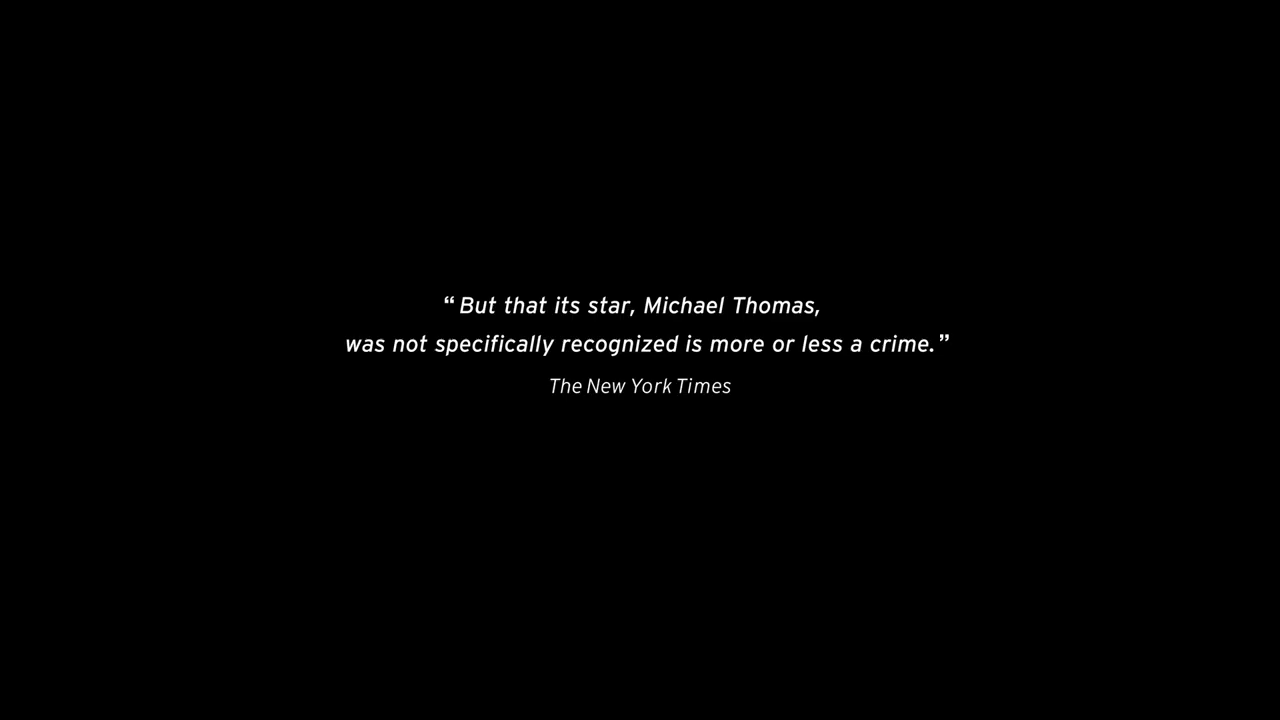 “But that its star, Michael Thomas,
was not specifically recognized is more or less a crime.”
The New York Times